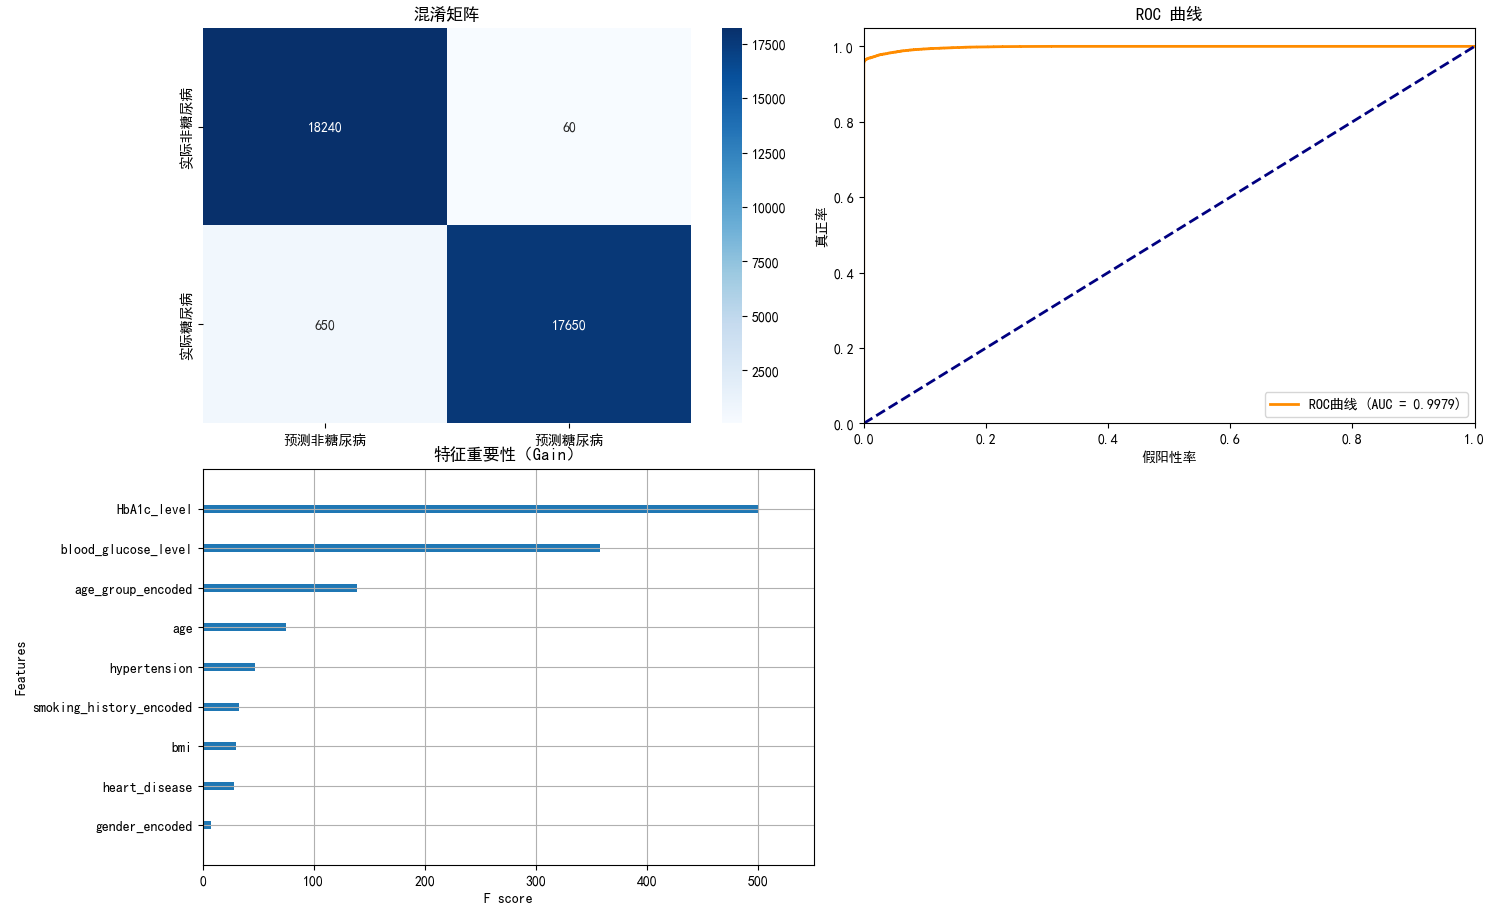 混淆矩阵
实际非糖尿病
实际糖尿病
18240
60
650
17650
预测非糖尿病
预测糖尿病
17500
15000
12500
10000
7500
5000
2500
ROC 曲线
真正率
1.0
0.8
0.6
0.4
0.2
0.0
ROC曲线 (AUC = 0.9979)
0.0
0.2
0.4
0.6
0.8
1.0
假阳性率
特征重要性（Gain）
Features
HbA1c_level
blood_glucose_level
age_group_encoded
age
hypertension
smoking_history_encoded
bmi
heart_disease
gender_encoded
0
100
200
300
400
500
F score